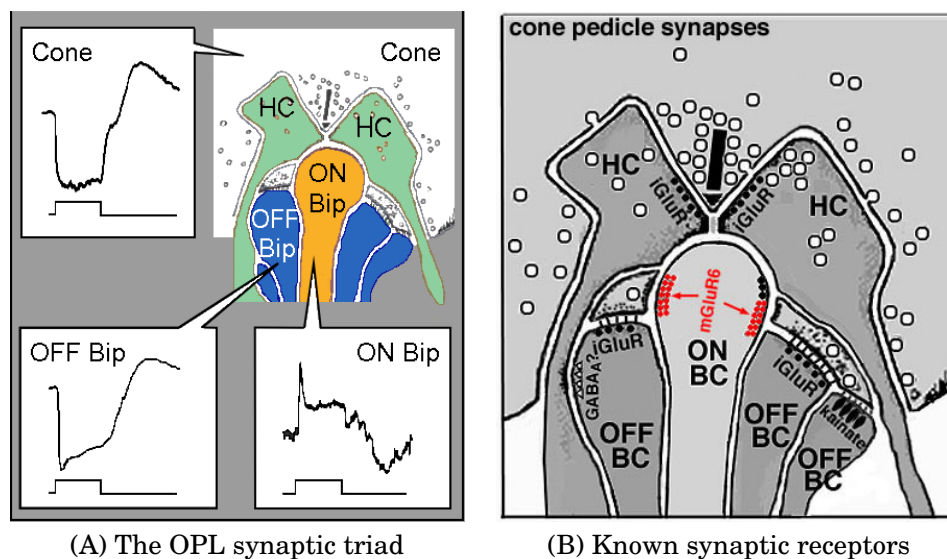 Cone
Cone
HC
HC
ON
Bip
OFF
Bip
OFF Bip
ON Bip
(A) The OPL synaptic triad
cone pedicle synapses
HC
HC
iGluR
iGluR
mGluR6
iGluR
GABAA?
ON
BC
iGluR
kainate
OFF
BC
OFF
BC
OFF
BC
(B) Known synaptic receptors